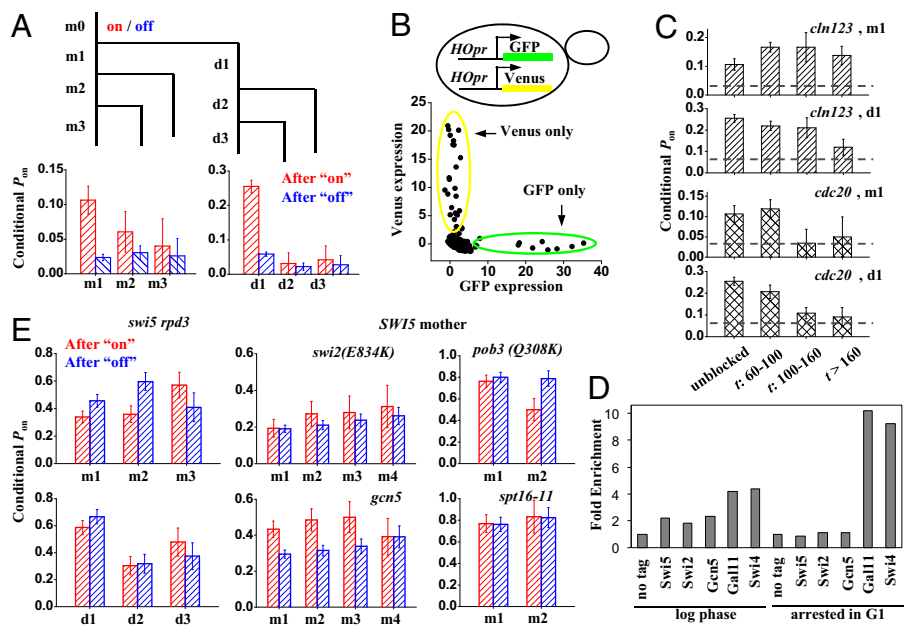 A
m0 on / off
m1
m2
m3
d1
d2
d3
Conditional Pon
0.15
0.10
0.05
0.00
m1 m2 m3
0.3
0.2
0.1
0.0
After "on"
After "off"
d1 d2 d3
B
HOpr GFP
HOpr Venus
Venus expression
25
20
15
10
5
0
Venus only
GFP only
0 10 20 30 40
GFP expression
C
Conditional Pon
cln123 , m1
0.2
0.1
0.0
cln123 , d1
0.3
0.2
0.1
0.0
cdc20 , m1
0.15
0.10
0.05
0.00
cdc20 , d1
0.3
0.2
0.1
0.0
unblocked
t: 60-100
t: 100-160
t > 160
D
Fold Enrichment
10
8
6
4
2
0
no tag
Swi5
Swi2
Gcn5
Gal11
Swi4
no tag
Swi5
Swi2
Gcn5
Gal11
Swi4
log phase
arrested in G1
E
swi5 rpd3
SWI5 mother
Conditional Pon
After "on"
After "off"
0.8
0.6
0.4
0.2
0.0
m1 m2 m3
swi2(E834K)
0.8
0.6
0.4
0.2
0.0
m1 m2 m3 m4
pob3 (Q308K)
1.0
0.8
0.6
0.4
0.2
0.0
m1 m2
0.8
0.6
0.4
0.2
0.0
d1 d2 d3
gcn5
0.8
0.6
0.4
0.2
0.0
m1 m2 m3 m4
spt16-11
1.0
0.8
0.6
0.4
0.2
0.0
m1 m2